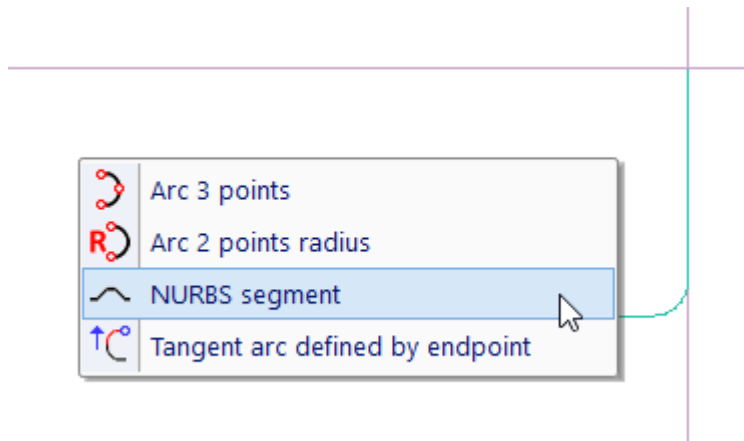 Arc 3 points
R Arc 2 points radius
NURBS segment
Tangent arc defined by endpoint